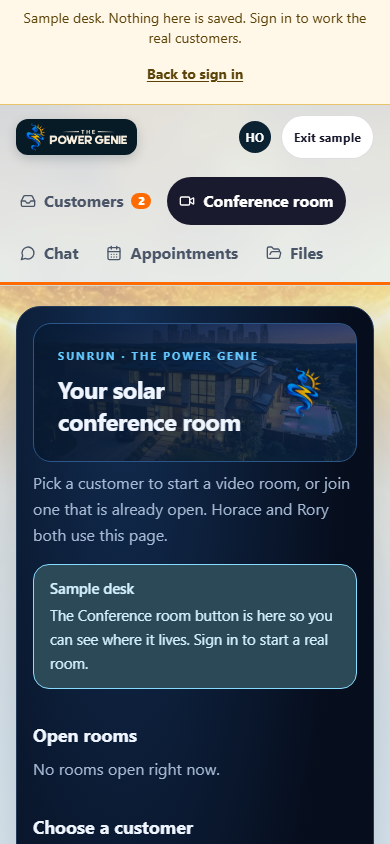 Sample desk. Nothing here is saved. Sign in to work the
real customers.
Back to sign in
THE
POWER GENIE
HO
Exit sample
Customers 2
Conference room
Chat
Appointments
Files
SUNRUN · THE POWER GENIE
Your solar
conference room
Pick a customer to start a video room, or join
one that is already open. Horace and Rory
both use this page.
Sample desk
The Conference room button is here so you
can see where it lives. Sign in to start a real
room.
Open rooms
No rooms open right now.
Choose a customer